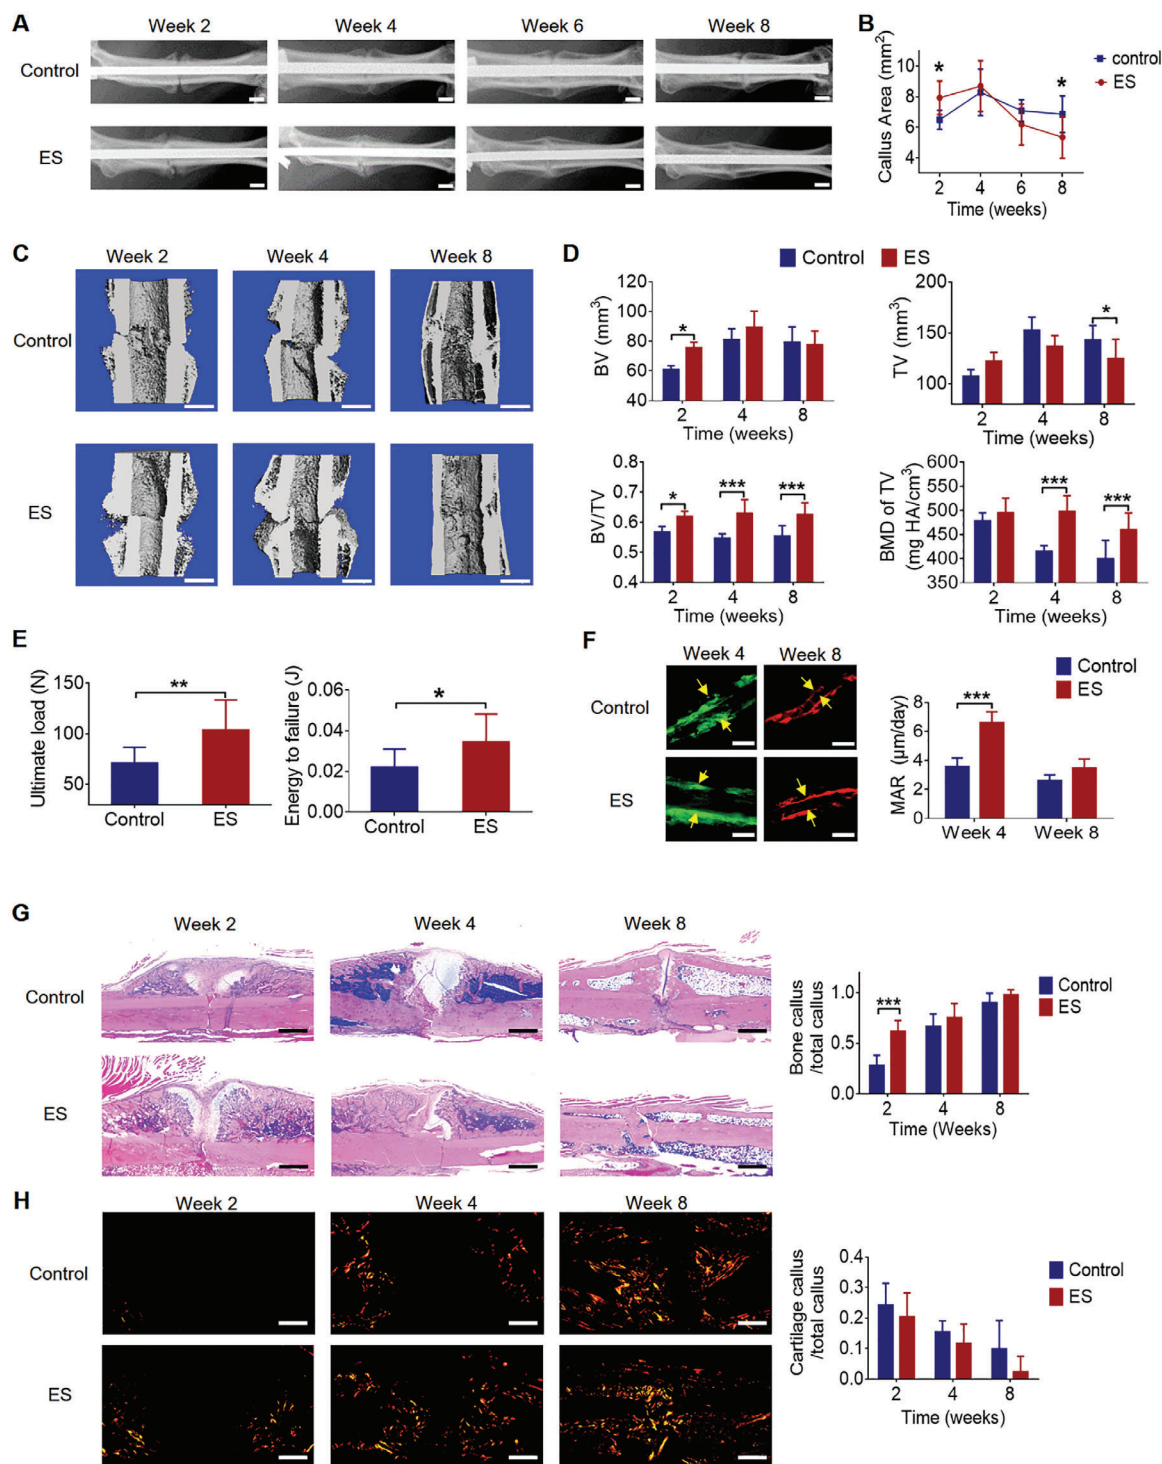 A
Week 2
Week 4
Week 6
Week 8
Control
ES
B
Callus Area (mm²)
10
8
6
4
*
*
control
ES
2
4
6
8
Time (weeks)
C
Week 2
Week 4
Week 8
Control
ES
D
Control
ES
BV (mm³)
120
100
80
60
40
*
2
4
8
Time (weeks)
TV (mm³)
200
150
100
*
2
4
8
Time (weeks)
BV/TV
0.8
0.7
0.6
0.5
0.4
*
***
***
2
4
8
Time (weeks)
BMD of TV
(mg HA/cm³)
600
500
450
400
350
***
***
2
4
8
Time (weeks)
E
Ultimate load (N)
150
100
50
**
Control
ES
Energy to failure (J)
0.06
0.04
0.02
0.00
*
Control
ES
F
Week 4
Week 8
Control
ES
MAR (μm/day)
8
6
4
2
0
***
Week 4
Week 8
Control
ES
G
Week 2
Week 4
Week 8
Control
ES
Bone callus
/total callus
1.0
0.5
0.0
***
2
4
8
Time (Weeks)
Control
ES
H
Week 2
Week 4
Week 8
Control
ES
Cartilage callus
/total callus
0.4
0.3
0.2
0.1
0.0
2
4
8
Time (weeks)
Control
ES